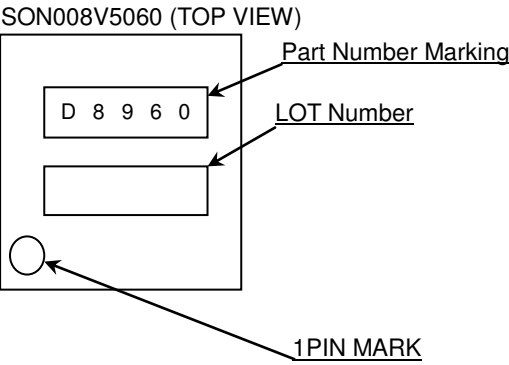 SON008V5060 (TOP VIEW)
Part Number Marking
D 8 9 6 0
LOT Number
1PIN MARK